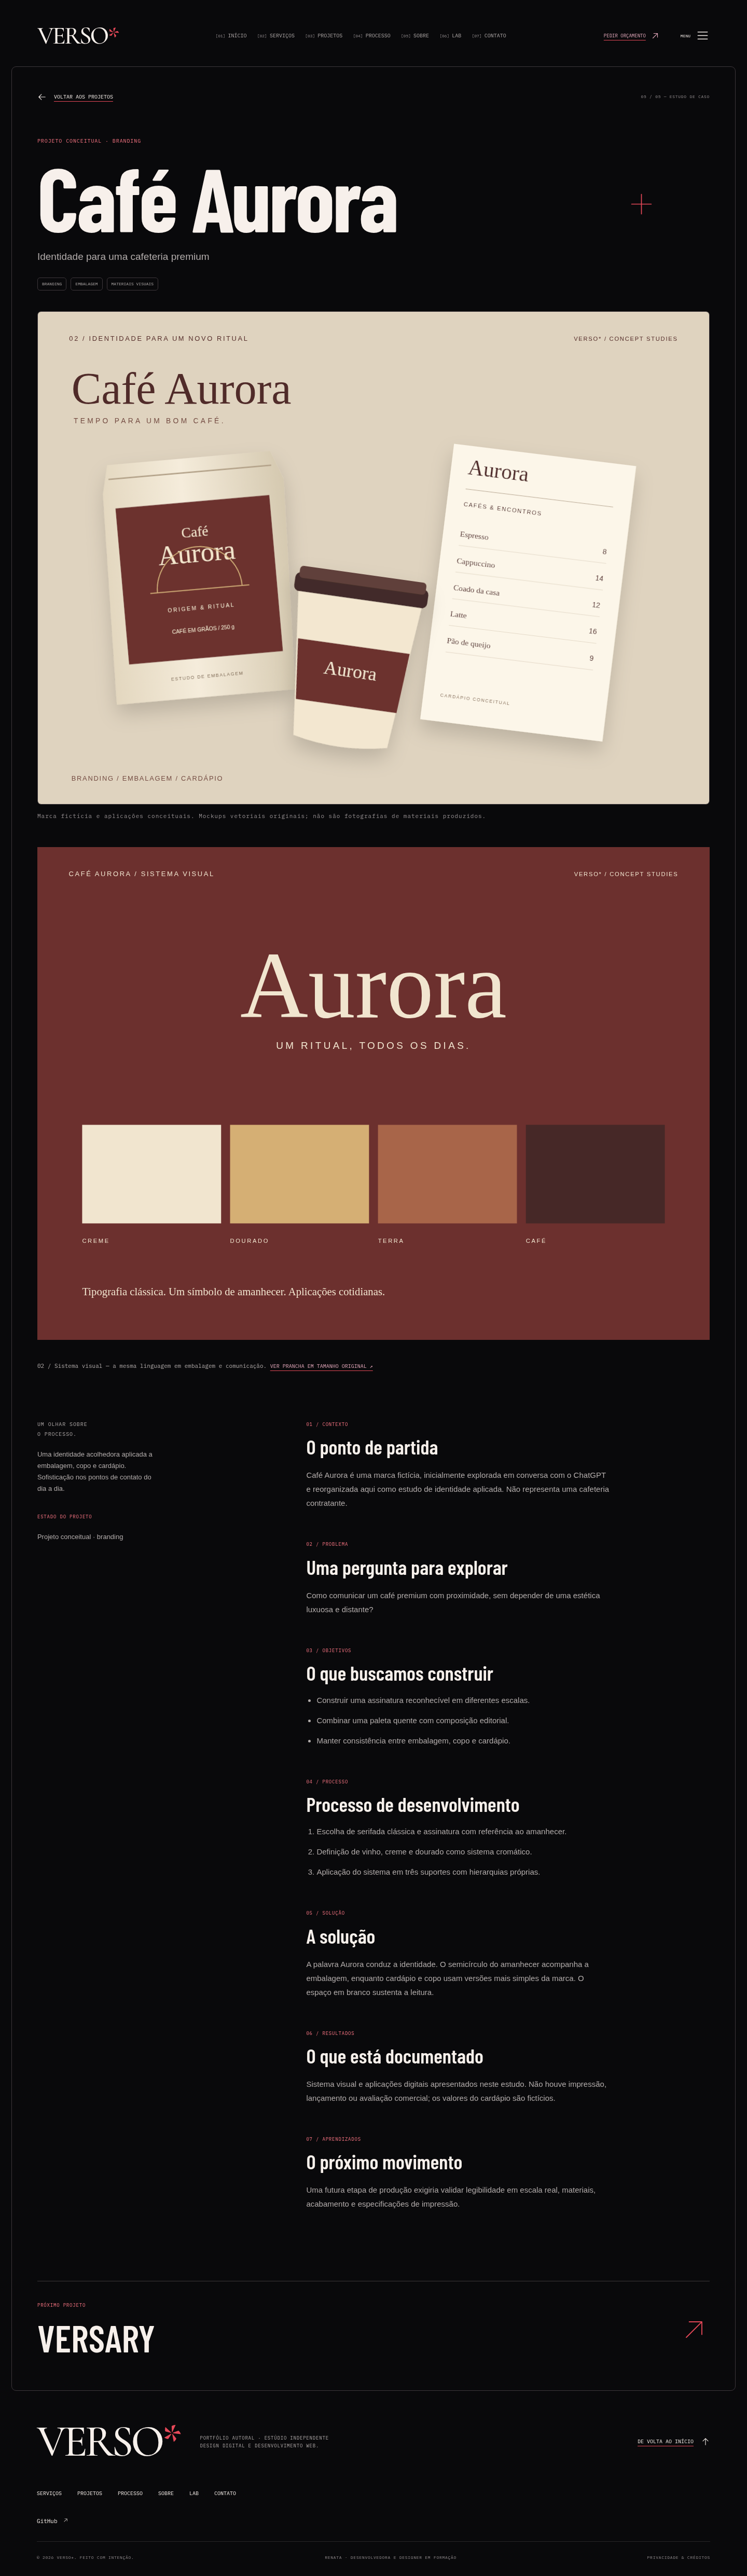 VERSO*
[01] INÍCIO [02] SERVIÇOS [03] PROJETOS [04] PROCESSO [05] SOBRE [06] LAB [07] CONTATO
PEDIR ORÇAMENTO
MENU
VOLTAR AOS PROJETOS
ESTUDO DE CASO
PROJETO CONCEITUAL · BRANDING
Café Aurora
Identidade para uma cafeteria premium
BRANDING
EMBALAGEM
MATERIAIS VISUAIS
02 / IDENTIDADE PARA UM NOVO RITUAL
VERSO* / CONCEPT STUDIES
Café Aurora
TEMPO PARA UM BOM CAFÉ.
Café
Aurora
ORIGEM & RITUAL
CAFÉ EM GRÃOS / 250 g
ESTUDO DE EMBALAGEM
Aurora
Aurora
CAFÉS & ENCONTROS
Espresso 8
Cappuccino 14
Coado da casa 12
Latte 16
Pão de queijo 9
CARDÁPIO CONCEITUAL
BRANDING / EMBALAGEM / CARDÁPIO
Marca fictícia e aplicações conceituais. Mockups vetoriais originais; não são fotografias de materiais produzidos.
CAFÉ AURORA / SISTEMA VISUAL
VERSO* / CONCEPT STUDIES
Aurora
UM RITUAL, TODOS OS DIAS.
CREME
DOURADO
TERRA
CAFÉ
Tipografia clássica. Um símbolo de amanhecer. Aplicações cotidianas.
02 / Sistema visual — a mesma linguagem em embalagem e comunicação. VER PRANCHA EM TAMANHO ORIGINAL ↗
UM OLHAR SOBRE
O PROCESSO.
Uma identidade acolhedora aplicada a
embalagem, copo e cardápio.
Sofisticação nos pontos de contato do
dia a dia.
ESTADO DO PROJETO
Projeto conceitual · branding
01 / CONTEXTO
O ponto de partida
Café Aurora é uma marca fictícia, inicialmente explorada em conversa com o ChatGPT
e reorganizada aqui como estudo de identidade aplicada. Não representa uma cafeteria
contratante.
02 / PROBLEMA
Uma pergunta para explorar
Como comunicar um café premium com proximidade, sem depender de uma estética
luxuosa e distante?
03 / OBJETIVOS
O que buscamos construir
• Construir uma assinatura reconhecível em diferentes escalas.
• Combinar uma paleta quente com composição editorial.
• Manter consistência entre embalagem, copo e cardápio.
04 / PROCESSO
Processo de desenvolvimento
1. Escolha de serifada clássica e assinatura com referência ao amanhecer.
2. Definição de vinho, creme e dourado como sistema cromático.
3. Aplicação do sistema em três suportes com hierarquias próprias.
05 / SOLUÇÃO
A solução
A palavra Aurora conduz a identidade. O semicírculo do amanhecer acompanha a
embalagem, enquanto cardápio e copo usam versões mais simples da marca. O
espaço em branco sustenta a leitura.
06 / RESULTADOS
O que está documentado
Sistema visual e aplicações digitais apresentados neste estudo. Não houve impressão,
lançamento ou avaliação comercial; os valores do cardápio são fictícios.
07 / APRENDIZADOS
O próximo movimento
Uma futura etapa de produção exigiria validar legibilidade em escala real, materiais,
acabamento e especificações de impressão.
PRÓXIMO PROJETO
VERSARY
VERSO*
PORTFÓLIO AUTORAL · ESTÚDIO INDEPENDENTE
DESIGN DIGITAL E DESENVOLVIMENTO WEB.
DE VOLTA AO INÍCIO
SERVIÇOS PROJETOS PROCESSO SOBRE LAB CONTATO
GitHub ↗
© 2026 VERSO*. FEITO COM INTENÇÃO.
RENATA · DESENVOLVEDORA E DESIGNER EM FORMAÇÃO
PRIVACIDADE & CRÉDITOS